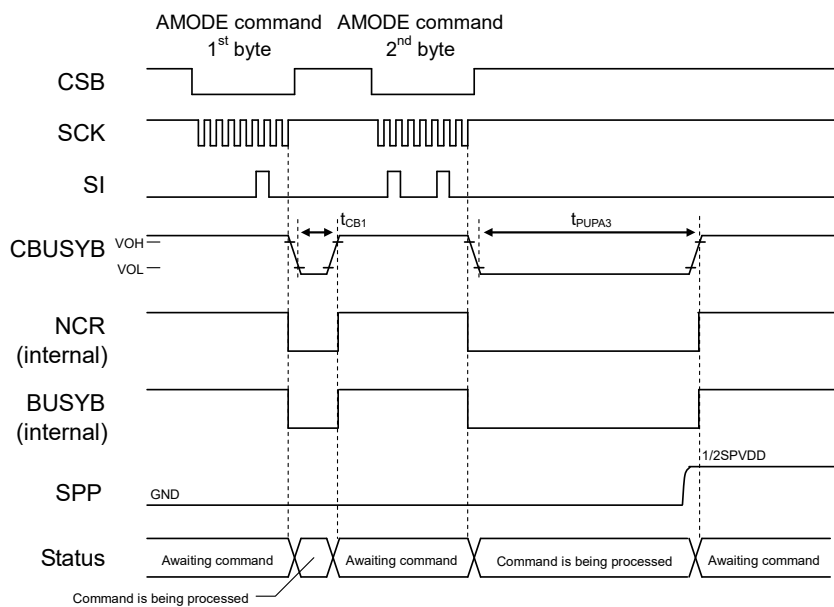 AMODE command
1st byte
AMODE command
2nd byte
CSB
SCK
SI
tCB1
tPUPA3
VOH
CBUSYB
VOL
NCR
(internal)
BUSYB
(internal)
1/2SPVDD
SPP
GND
Status
Awaiting command
Awaiting command
Command is being processed
Awaiting command
Command is being processed